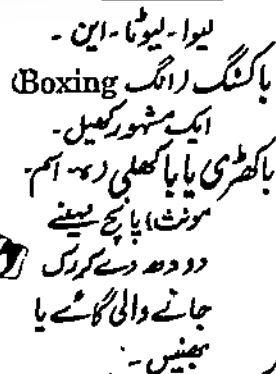 لیوا۔ لیوٹا۔ این۔
باکسنگ (انگ Boxing)
ایک مشہور کھیل۔
باکھڑی یا باکھلی (ہ۔ اسم۔
مونث) پانچ مہینے
دودھ دے کر رک
جانے والی گائے یا
بھینس۔